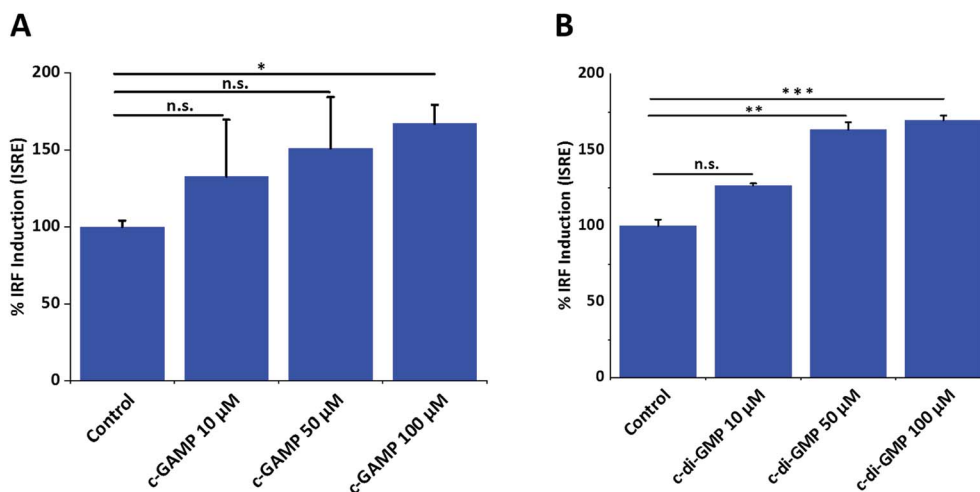 A
% IRF Induction (ISRE)
200
150
100
50
0
*
n.s.
n.s.
Control
c-GAMP 10 µM
c-GAMP 50 µM
c-GAMP 100 µM
B
% IRF Induction (ISRE)
200
150
100
50
0
***
**
n.s.
Control
c-di-GMP 10 µM
c-di-GMP 50 µM
c-di-GMP 100 µM